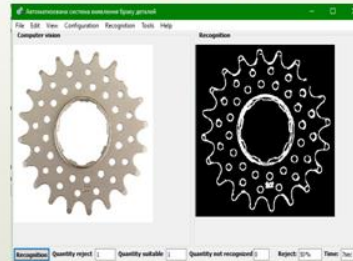 Автоматизована система виявлення браку деталей
File Edit View Configuration Recognition Tools Help
Computer vision Recognition
Recognition Quantity reject 1 Quantity suitable 1 Quantity not recognized 0 Reject: 50% Time: 7sec